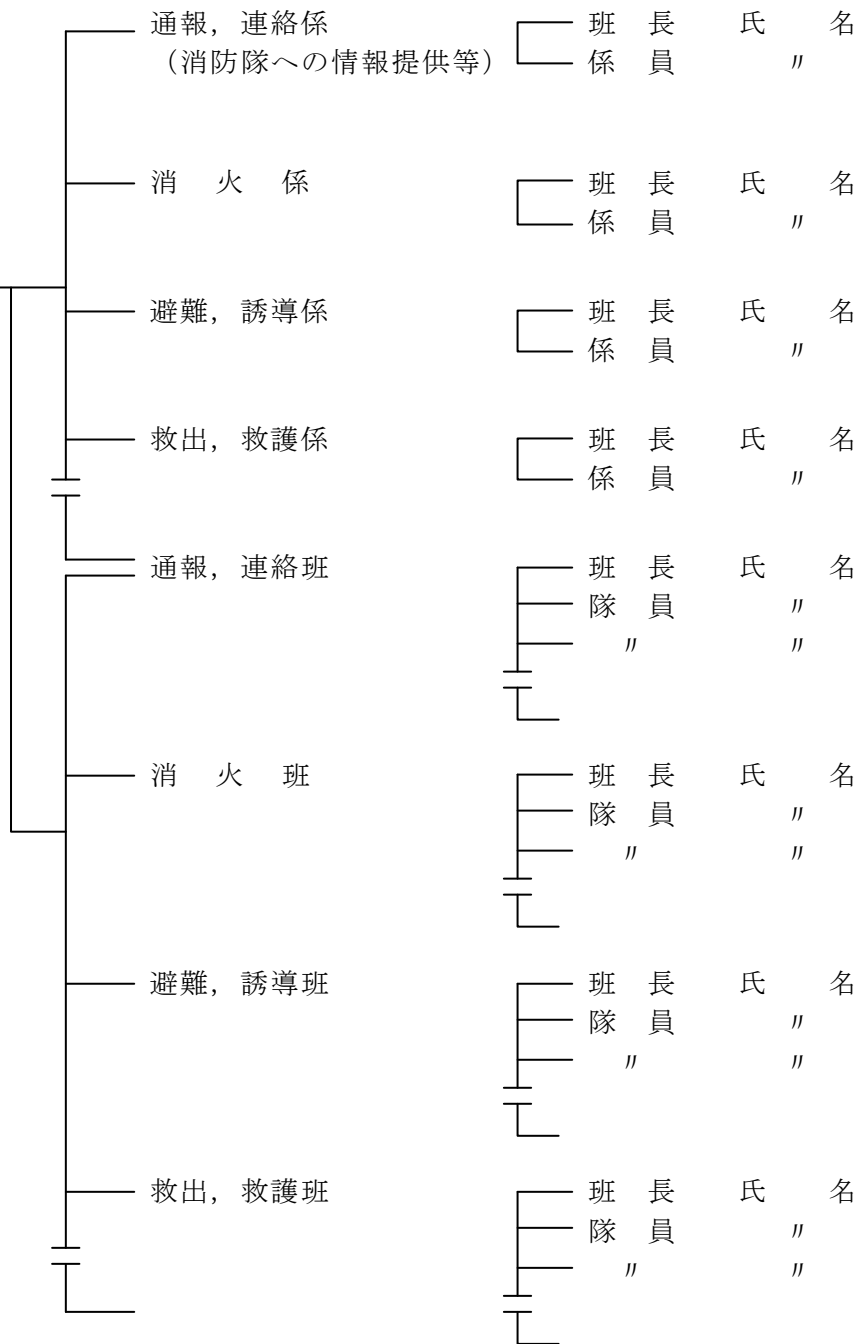 通報，連絡係 班長 氏名
（消防隊への情報提供等） 係員 〃
消火係 班長 氏名
係員 〃
避難，誘導係 班長 氏名
係員 〃
救出，救護係 班長 氏名
係員 〃
通報，連絡班 班長 氏名
隊員 〃
〃 〃
消火班 班長 氏名
隊員 〃
〃 〃
避難，誘導班 班長 氏名
隊員 〃
〃 〃
救出，救護班 班長 氏名
隊員 〃
〃 〃